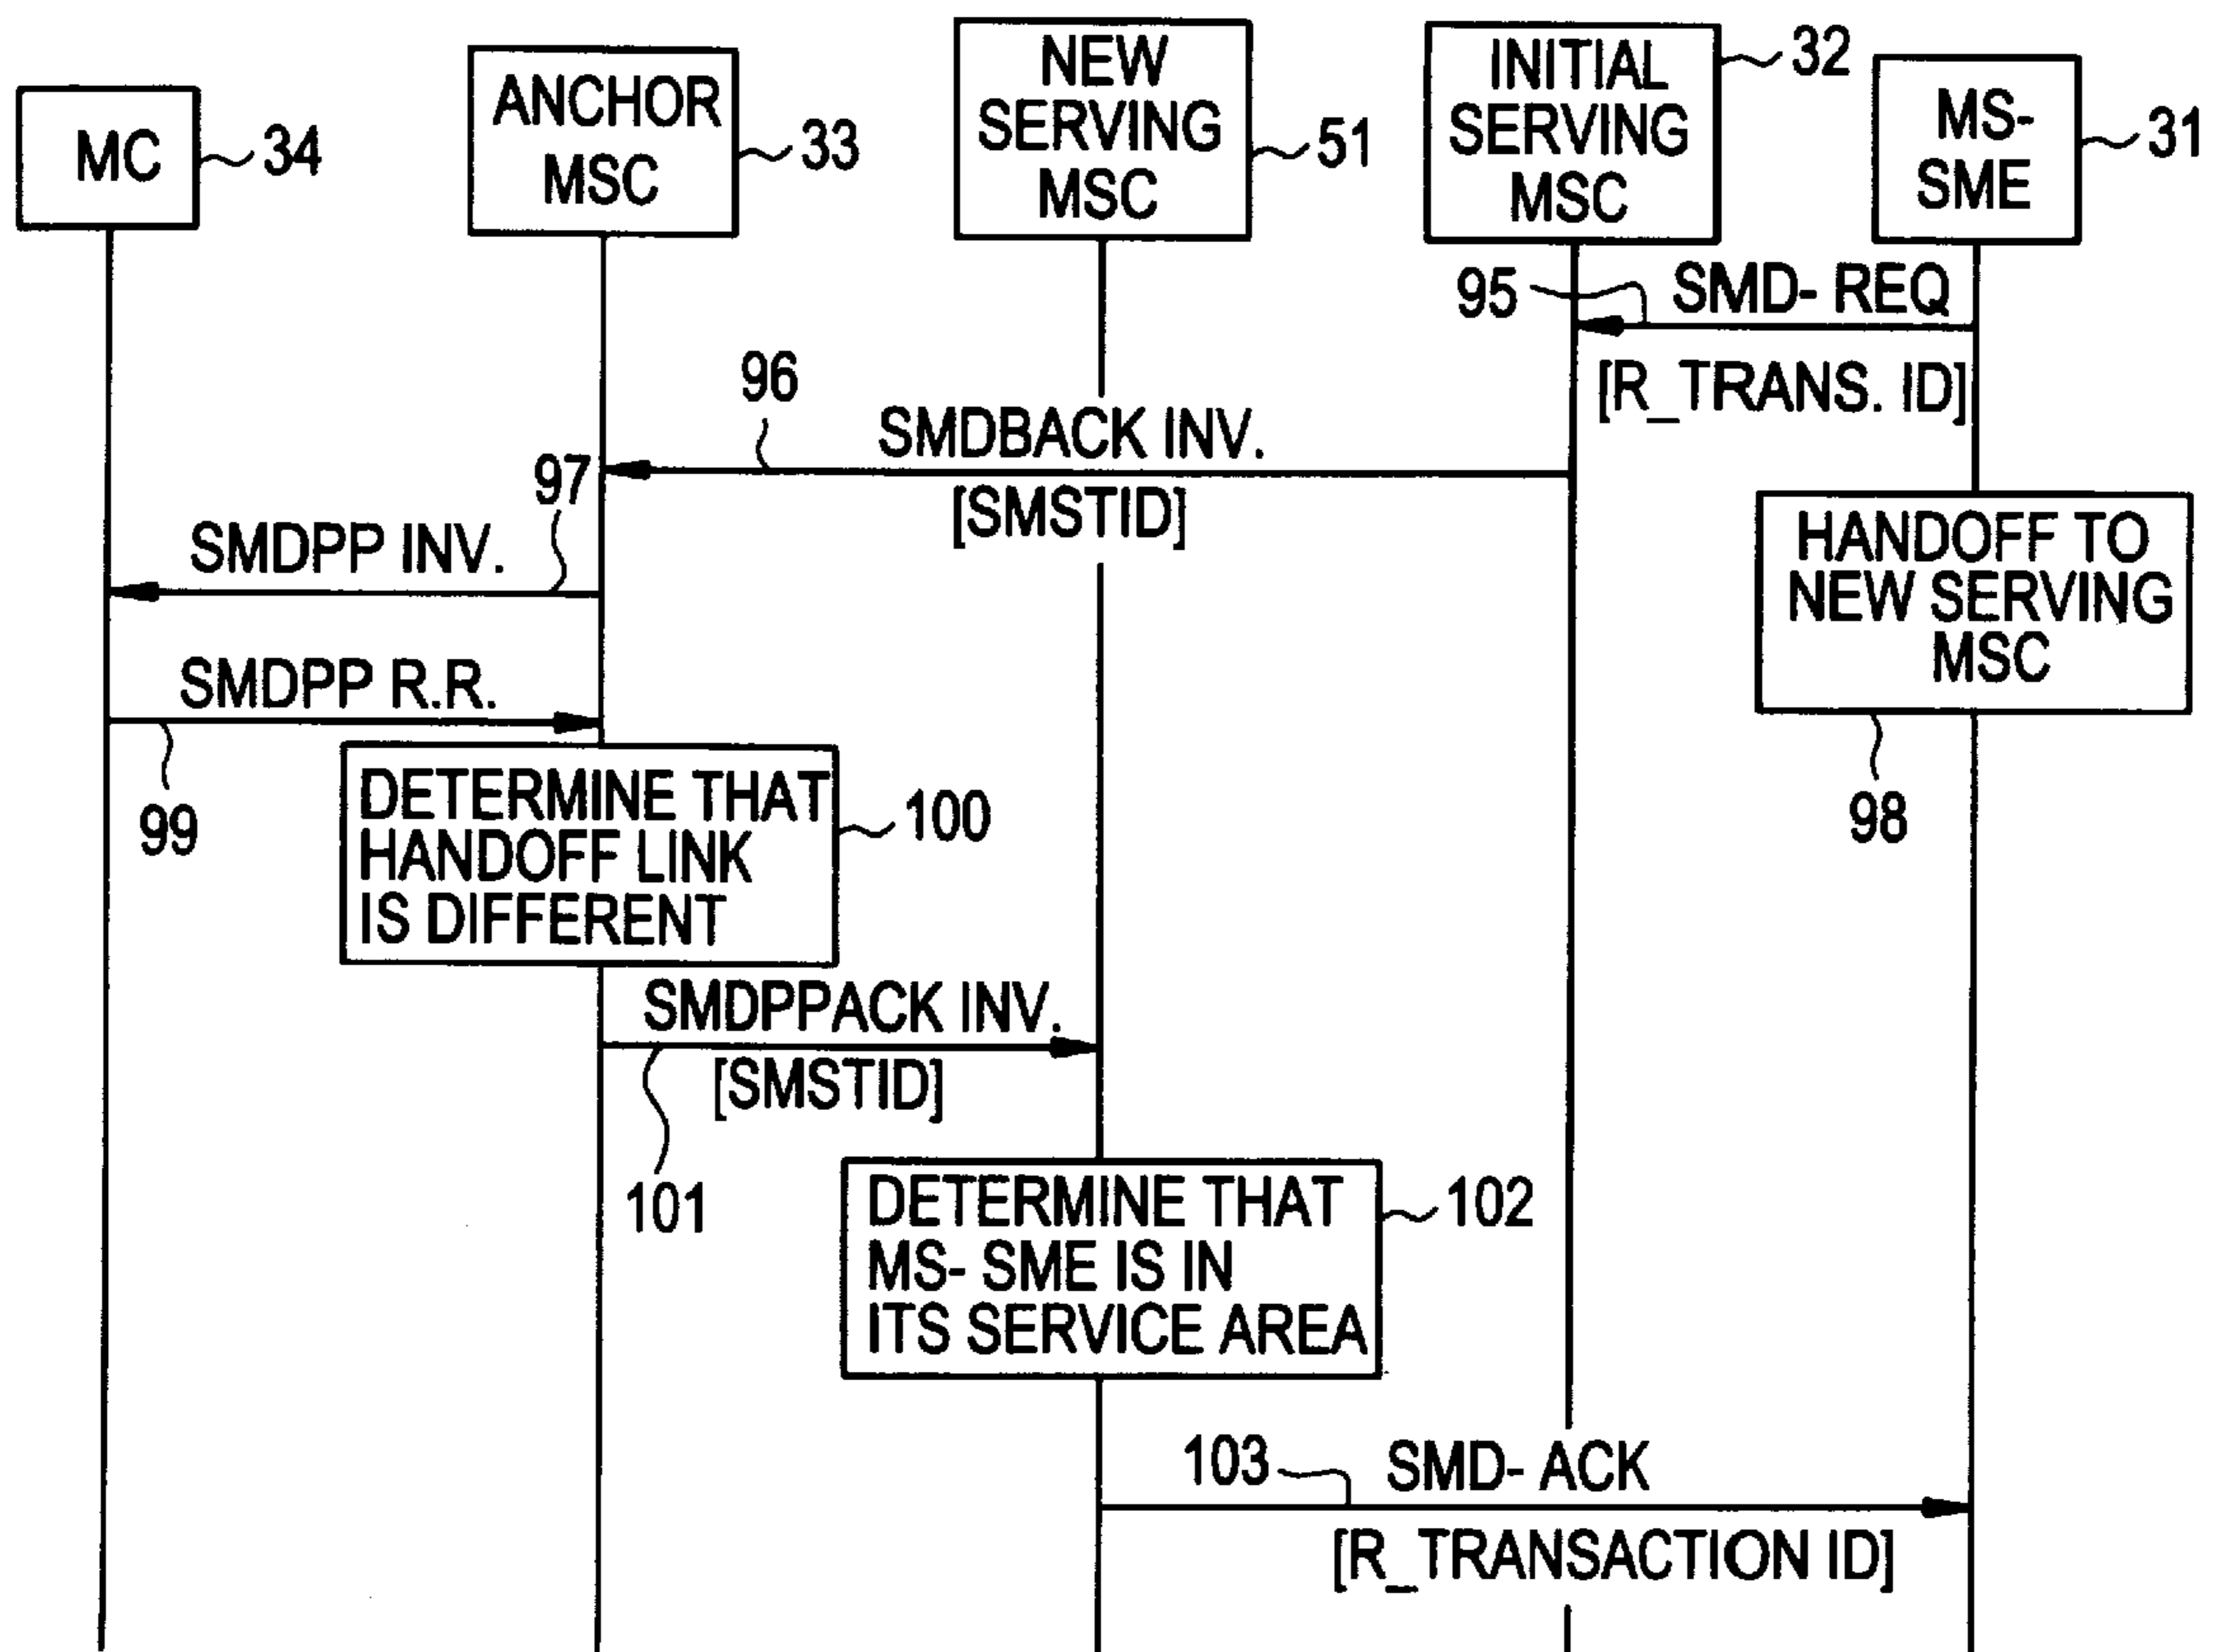 MC
34
ANCHOR
MSC
33
NEW
SERVING
MSC
51
INITIAL
SERVING
MSC
32
MS-
SME
31
95
SMD- REQ
[R_TRANS. ID]
96
SMDBACK INV.
[SMSTID]
97
SMDPP INV.
HANDOFF TO
NEW SERVING
MSC
98
SMDPP R.R.
99
DETERMINE THAT
HANDOFF LINK
IS DIFFERENT
100
SMDPPACK INV.
[SMSTID]
101
DETERMINE THAT
MS- SME IS IN
ITS SERVICE AREA
102
103
SMD- ACK
[R_TRANSACTION ID]